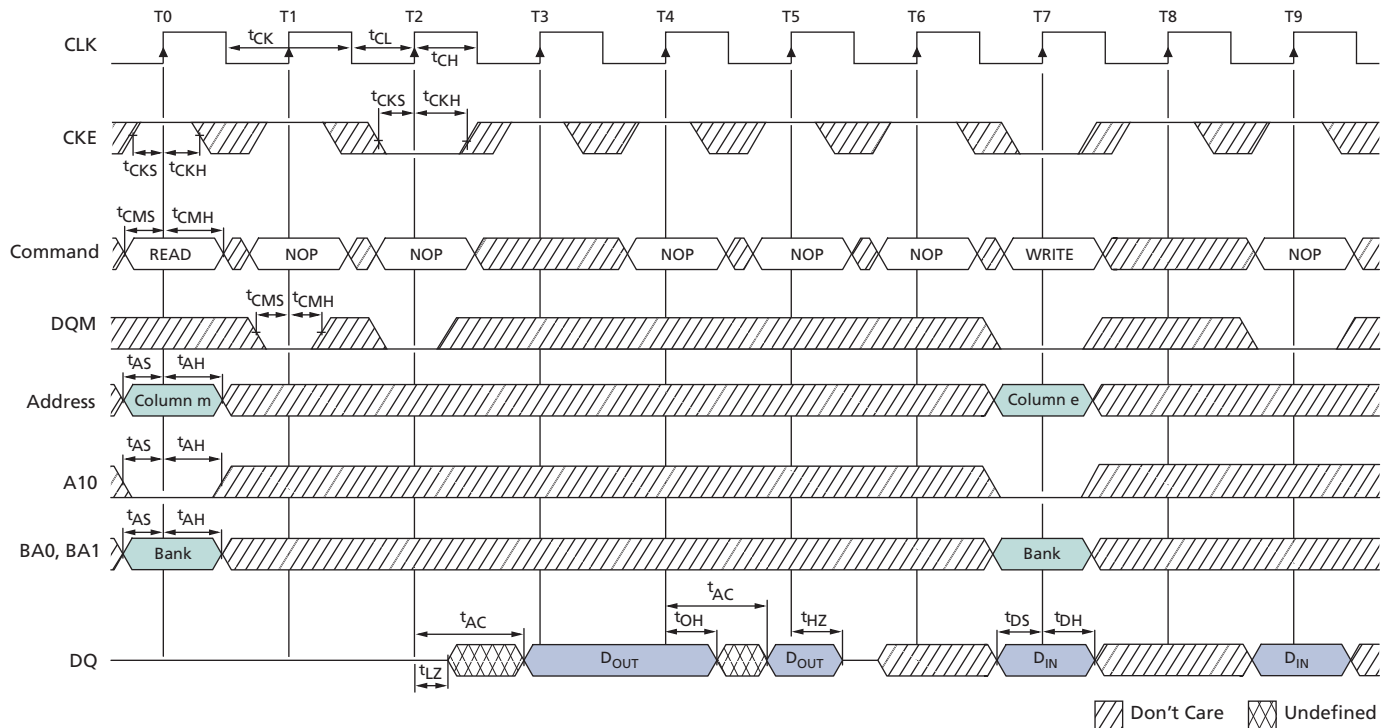 T0 T1 T2 T3 T4 T5 T6 T7 T8 T9
CLK tCK tCL tCH
tCKS tCKH
CKE
tCKS tCKH
tCMS tCMH
Command READ NOP NOP NOP NOP NOP WRITE NOP
tCMS tCMH
DQM
tAS tAH
Address Column m Column e
tAS tAH
A10
tAS tAH
BA0, BA1 Bank Bank
tAC tAC tOH tHZ tDS tDH
DQ DOUT DOUT DIN DIN
tLZ
Don't Care Undefined